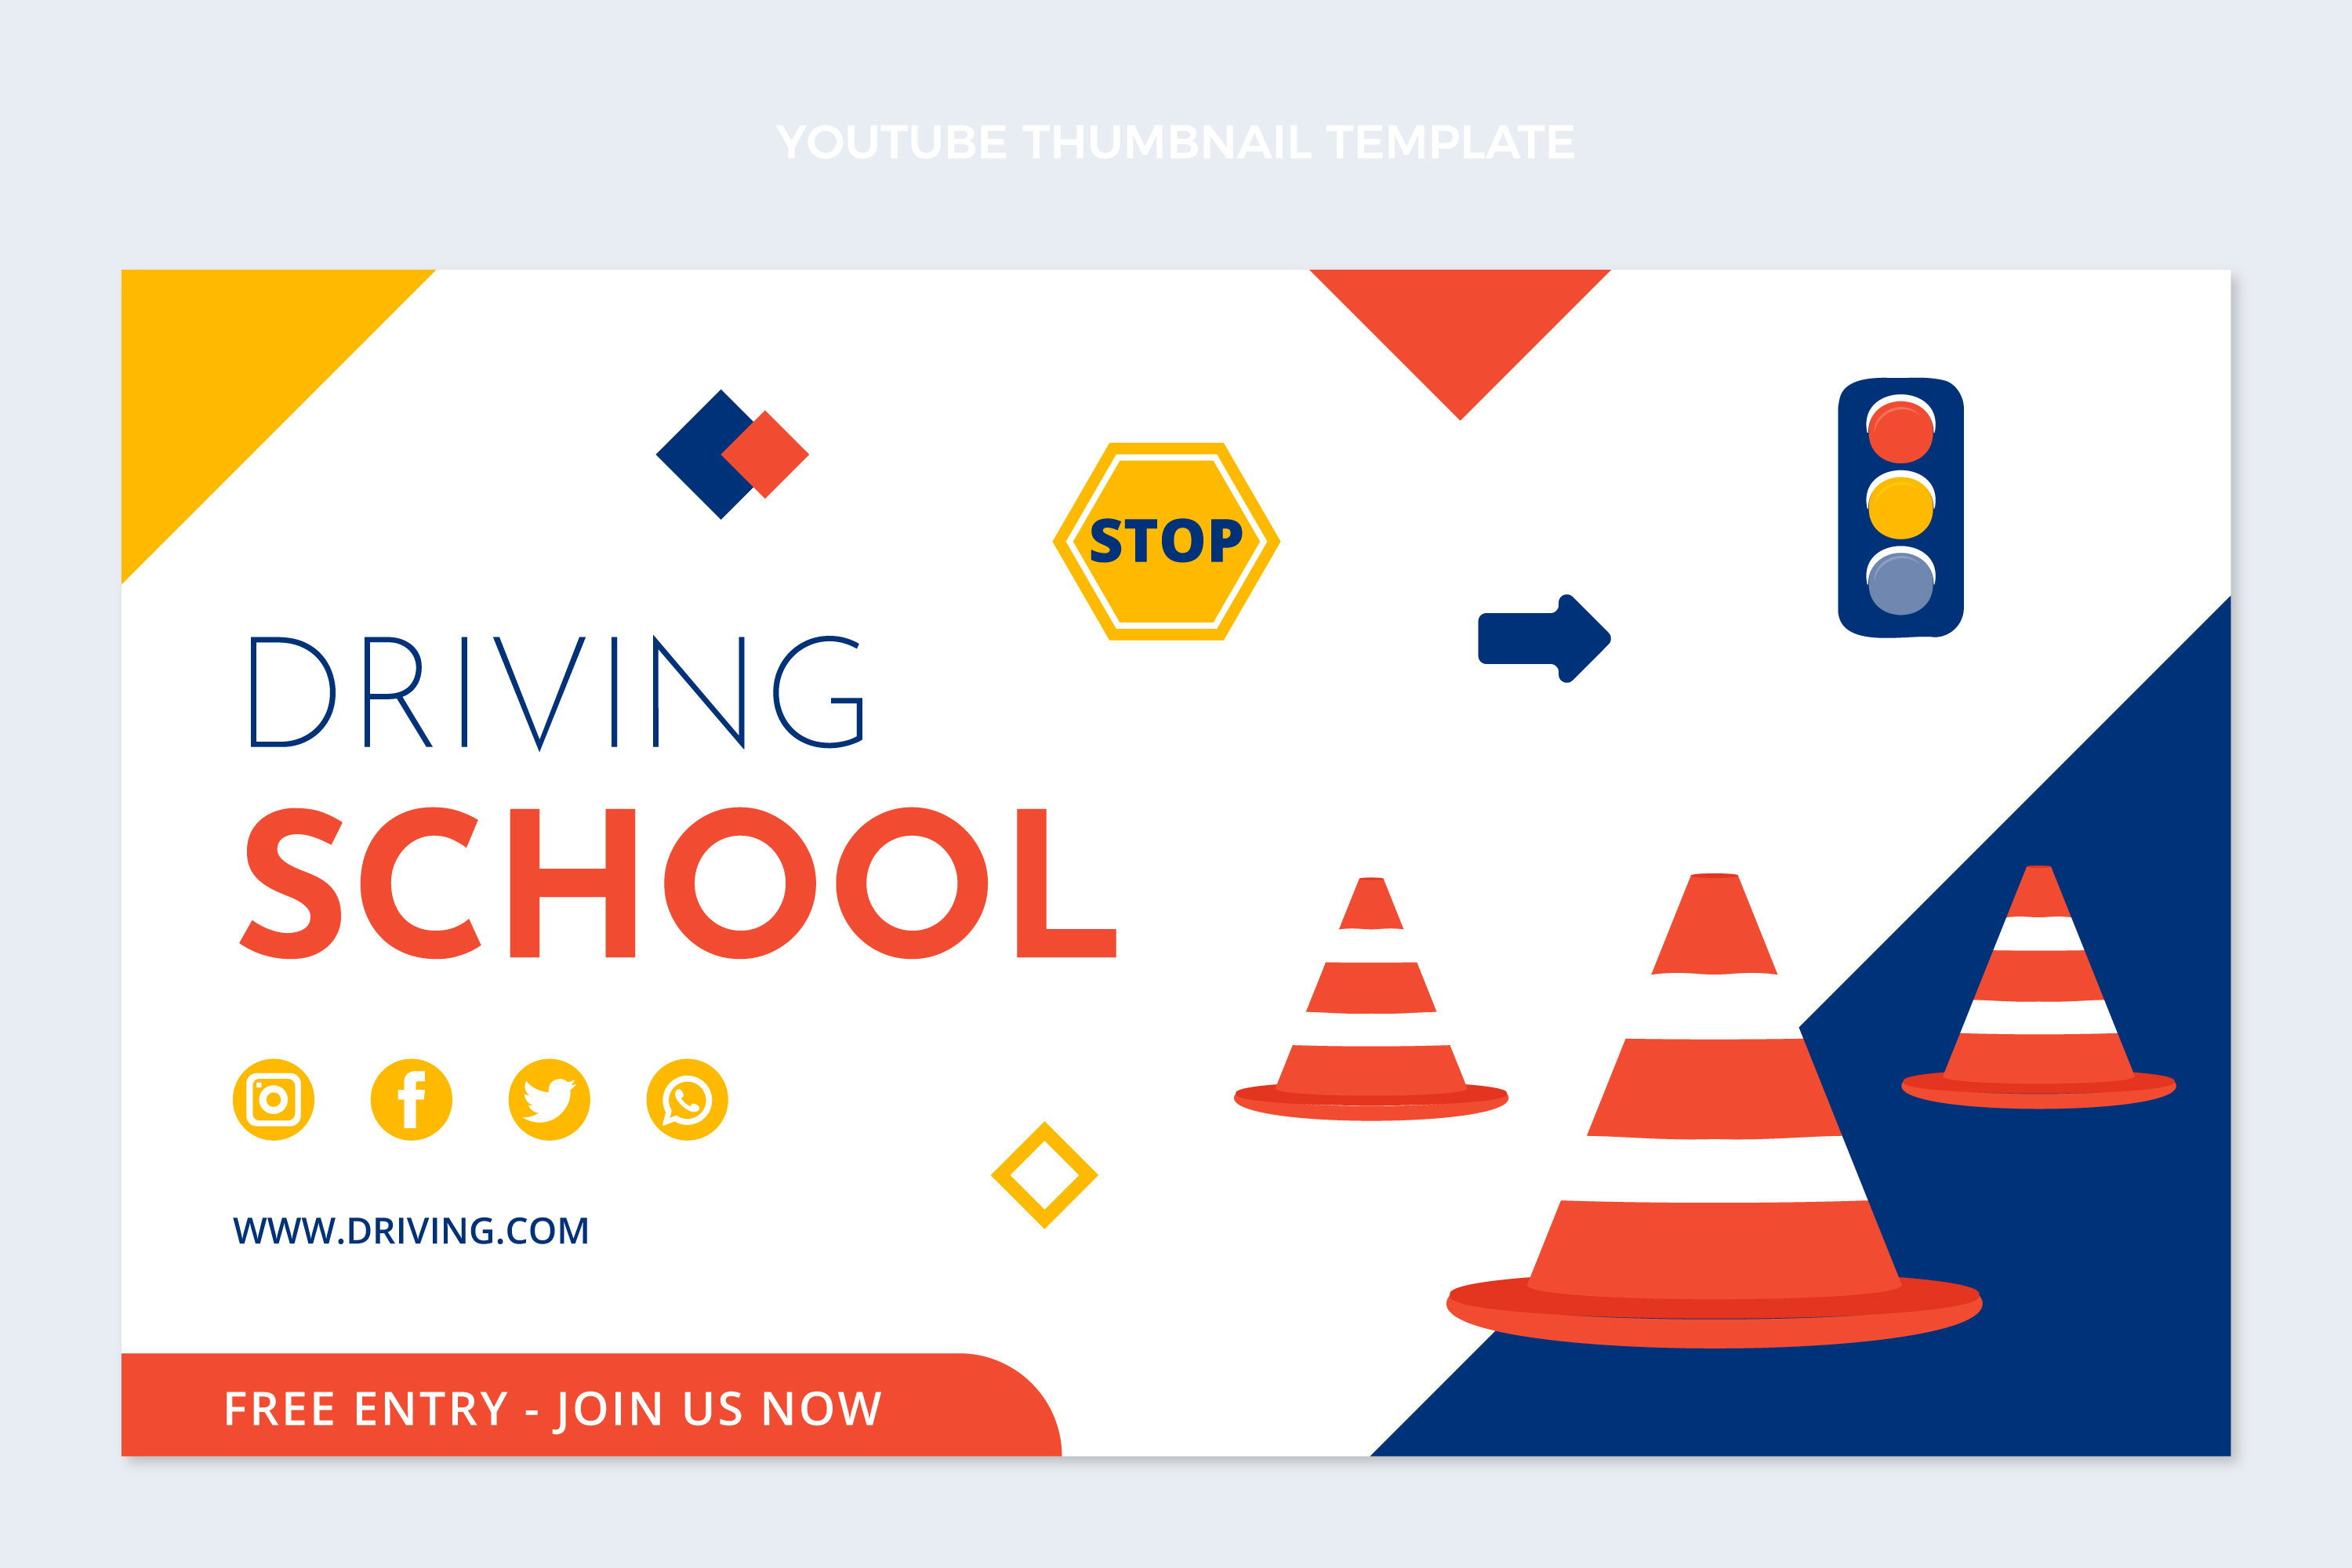 YOUTUBE THUMBNAIL TEMPLATE
STOP
DRIVING
SCHOOL
WWW.DRIVING.COM
FREE ENTRY - JOIN US NOW